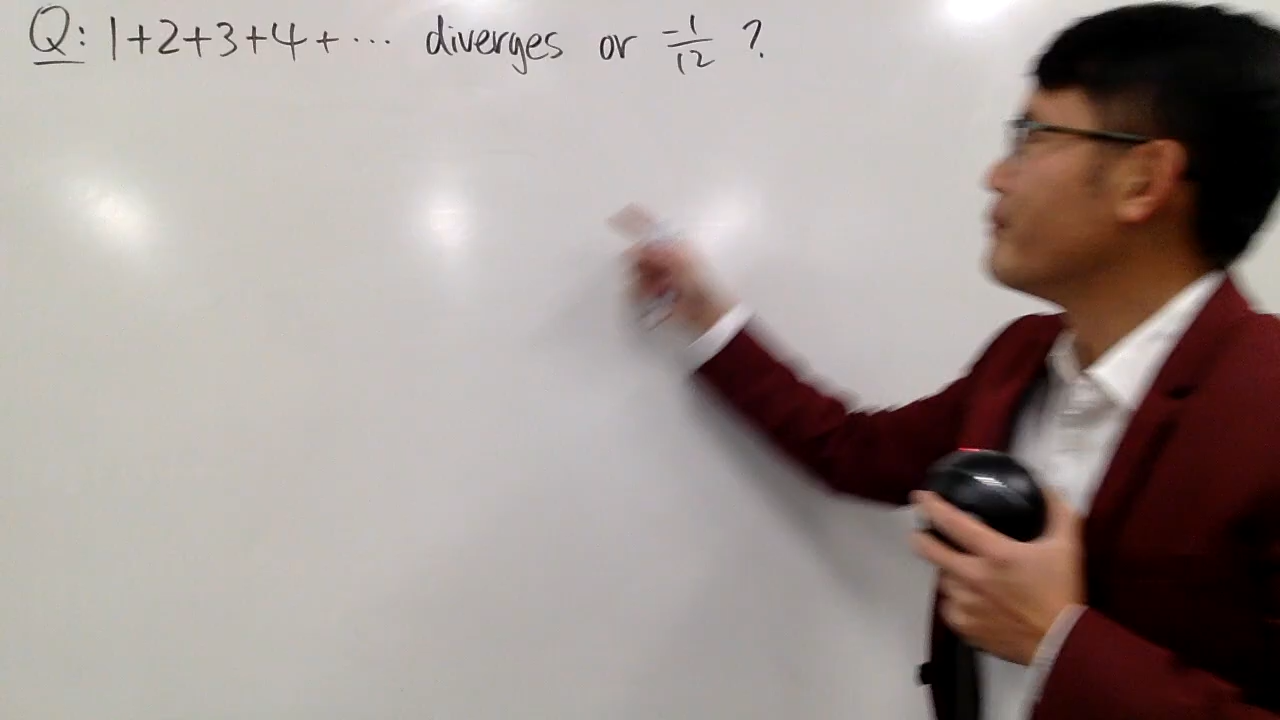 Q: 1+2+3+4+⋯ diverges or -1/12 ?